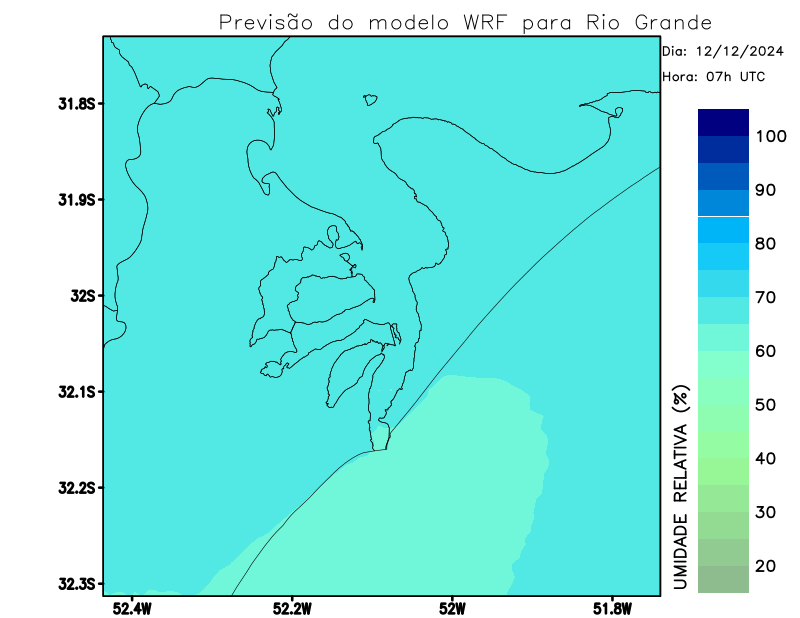 Previsão do modelo WRF para Rio Grande
Dia: 12/12/2024
Hora: 07h UTC
31.8S
31.9S
32S
32.1S
32.2S
32.3S
52.4W
52.2W
52W
51.8W
100
90
80
70
60
50
40
30
20
UMIDADE RELATIVA (%)